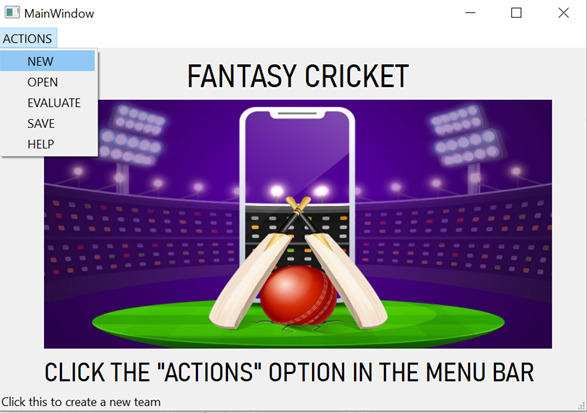 MainWindow
ACTIONS
NEW
OPEN
EVALUATE
SAVE
HELP
FANTASY CRICKET
CLICK THE "ACTIONS" OPTION IN THE MENU BAR
Click this to create a new team